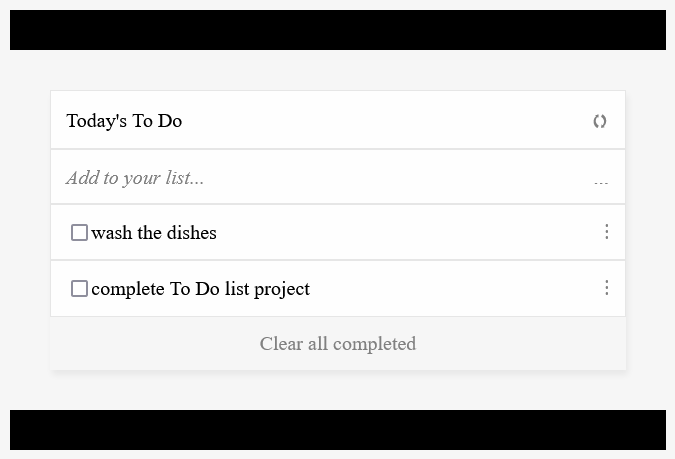 Today's To Do
Add to your list...
...
wash the dishes
complete To Do list project
Clear all completed